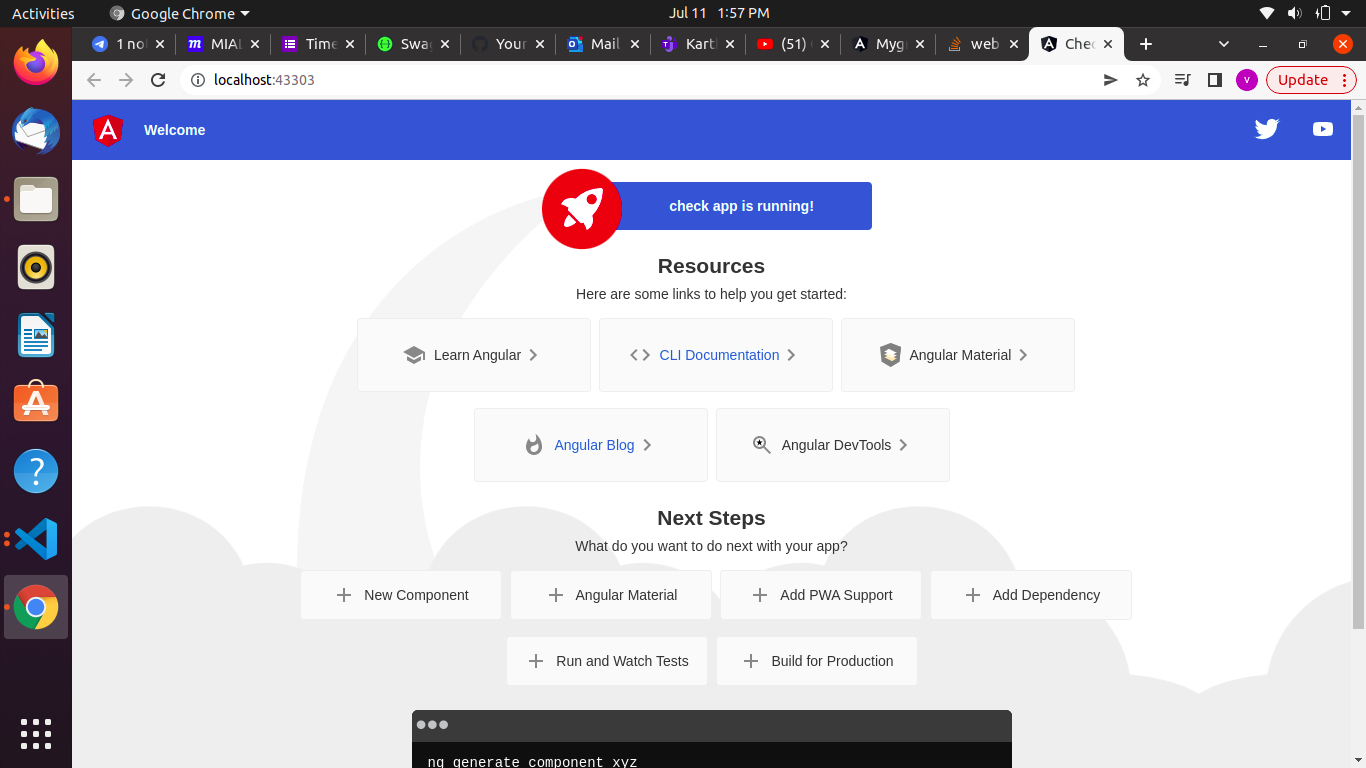 Activities Google Chrome Jul 11 1:57 PM
1 no MIAL Time Swag Your Mail Kart (51) Mygr web Chec
localhost:43303 V Update
Welcome
check app is running!
Resources
Here are some links to help you get started:
Learn Angular CLI Documentation Angular Material
Angular Blog Angular DevTools
Next Steps
What do you want to do next with your app?
New Component Angular Material Add PWA Support Add Dependency
Run and Watch Tests Build for Production
ng generate component xyz